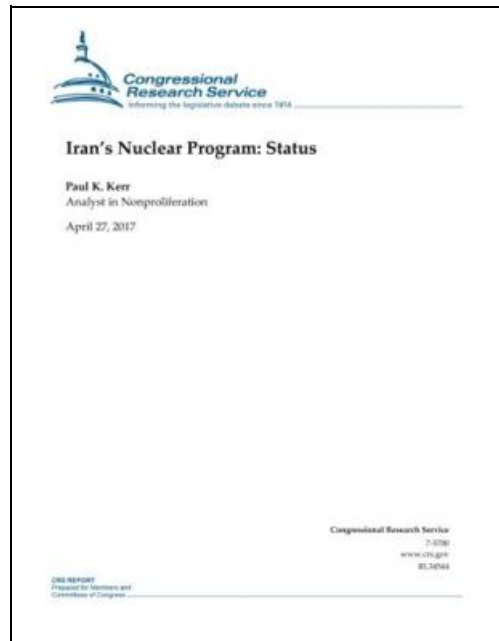 Congressional
Research Service
Informing the legislative debate since 1914
Iran's Nuclear Program: Status
Paul K. Kerr
Analyst in Nonproliferation
April 27, 2017
Congressional Research Service
7-5700
www.crs.gov
RL34544
CRS REPORT
Prepared for Members and
Committees of Congress